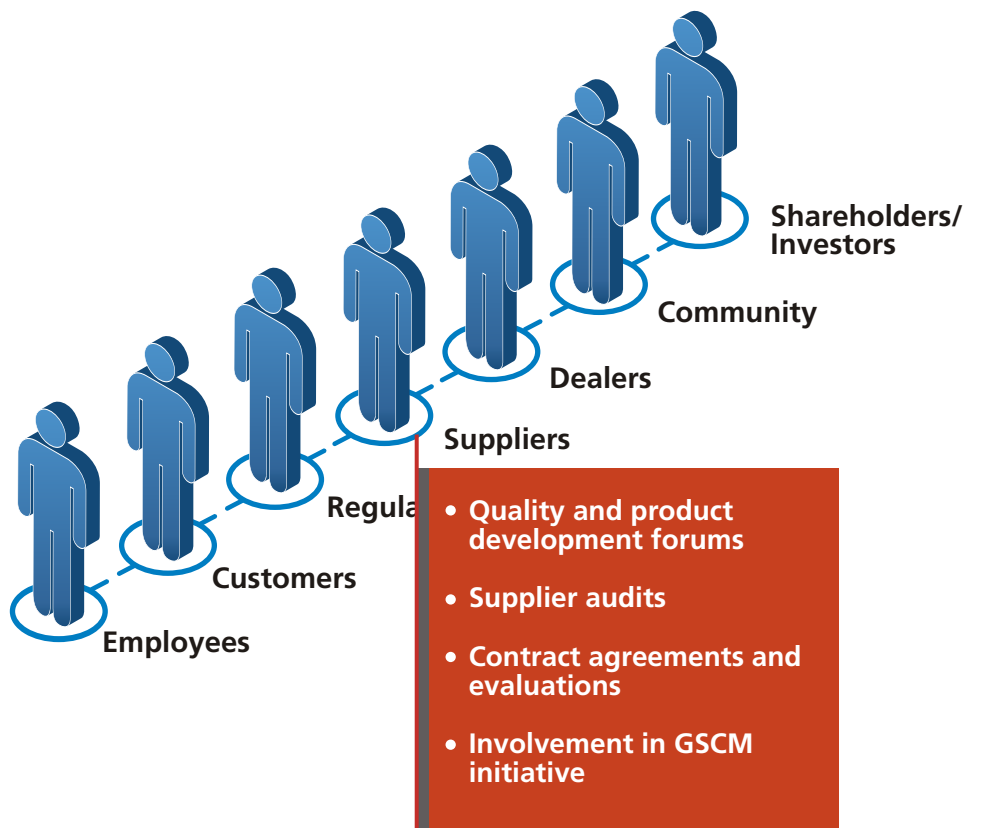 Shareholders/
Investors
Community
Dealers
Suppliers
Regula
Customers
Employees
• Quality and product
development forums
• Supplier audits
• Contract agreements and
evaluations
• Involvement in GSCM
initiative